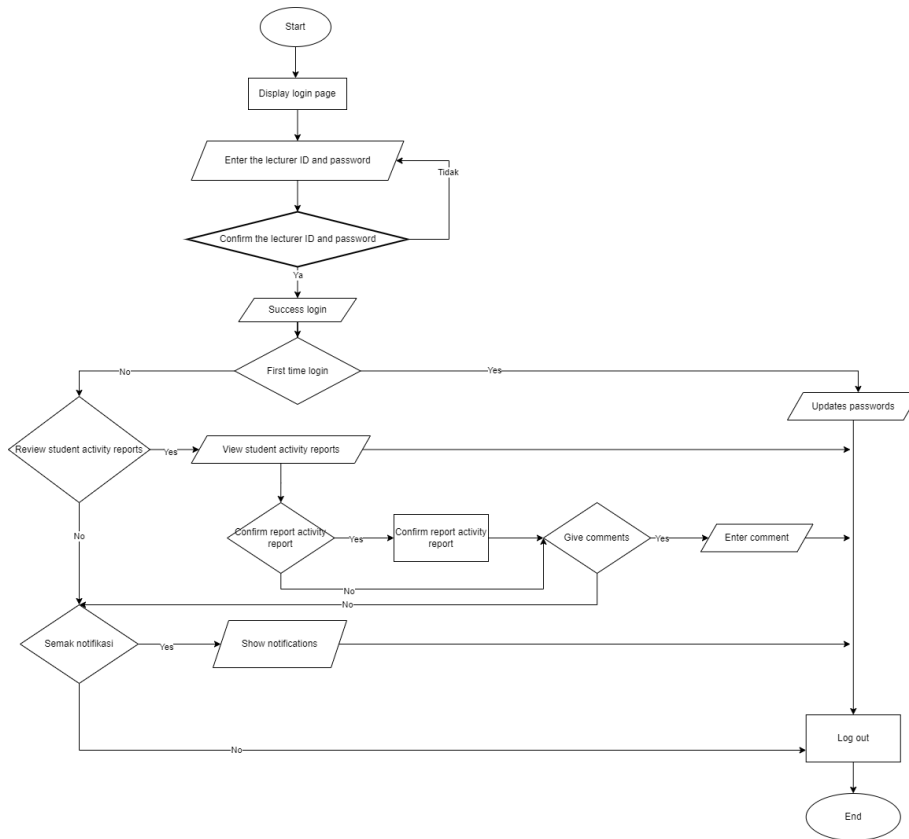 Start
Display login page
Enter the lecturer ID and password
Tidak
Confirm the lecturer ID and password
Ya
Success login
First time login
No
Yes
Updates passwords
Review student activity reports
Yes
View student activity reports
No
Confirm report activity
report
Yes
Confirm report activity
report
Give comments
Yes
Enter comment
No
No
Semak notifikasi
Yes
Show notifications
No
Log out
End